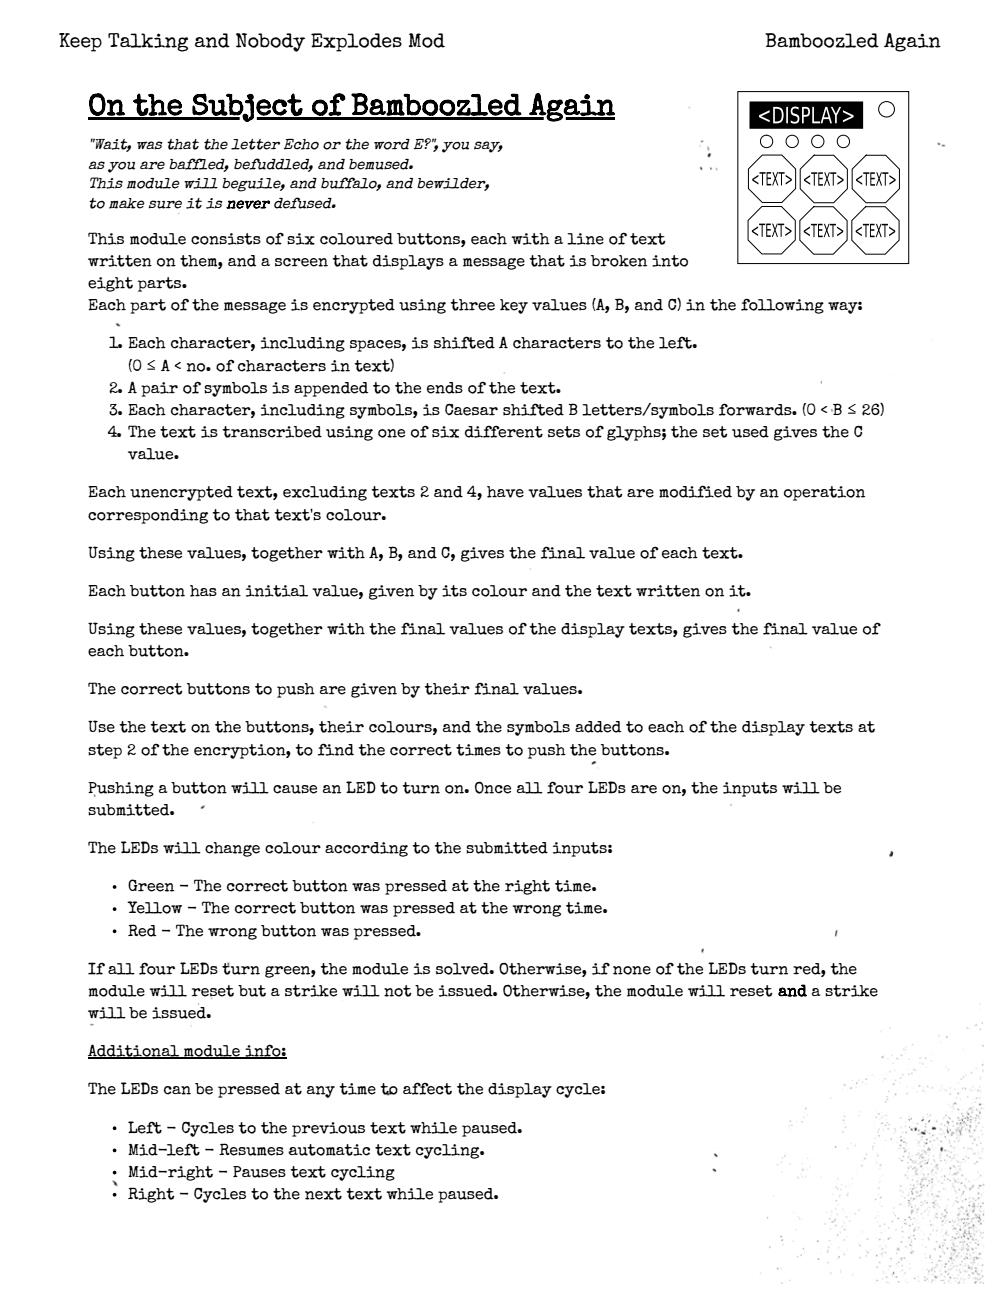 Keep Talking and Nobody Explodes Mod
Bamboozled Again
On the Subject of Bamboozled Again
"Wait, was that the letter Echo or the word E?", you say,
as you are baffled, befuddled, and bemused.
This module will beguile, and buffalo, and bewilder,
to make sure it is never defused.
<DISPLAY>
<TEXT> <TEXT> <TEXT>
<TEXT> <TEXT> <TEXT>
This module consists of six coloured buttons, each with a line of text
written on them, and a screen that displays a message that is broken into
eight parts.
Each part of the message is encrypted using three key values (A, B, and C) in the following way:
1. Each character, including spaces, is shifted A characters to the left.
(0 ≤ A < no. of characters in text)
2. A pair of symbols is appended to the ends of the text.
3. Each character, including symbols, is Caesar shifted B letters/symbols forwards. (0 < B ≤ 26)
4. The text is transcribed using one of six different sets of glyphs; the set used gives the C
value.
Each unencrypted text, excluding texts 2 and 4, have values that are modified by an operation
corresponding to that text's colour.
Using these values, together with A, B, and C, gives the final value of each text.
Each button has an initial value, given by its colour and the text written on it.
Using these values, together with the final values of the display texts, gives the final value of
each button.
The correct buttons to push are given by their final values.
Use the text on the buttons, their colours, and the symbols added to each of the display texts at
step 2 of the encryption, to find the correct times to push the buttons.
Pushing a button will cause an LED to turn on. Once all four LEDs are on, the inputs will be
submitted.
The LEDs will change colour according to the submitted inputs:
• Green – The correct button was pressed at the right time.
• Yellow – The correct button was pressed at the wrong time.
• Red – The wrong button was pressed.
If all four LEDs turn green, the module is solved. Otherwise, if none of the LEDs turn red, the
module will reset but a strike will not be issued. Otherwise, the module will reset and a strike
will be issued.
Additional module info:
The LEDs can be pressed at any time to affect the display cycle:
• Left – Cycles to the previous text while paused.
• Mid-left – Resumes automatic text cycling.
• Mid-right – Pauses text cycling
• Right – Cycles to the next text while paused.